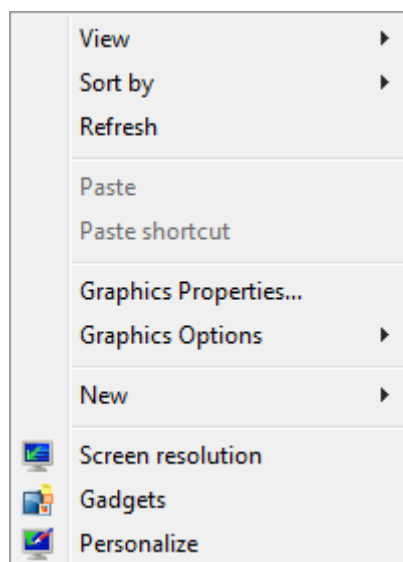 View
Sort by
Refresh
Paste
Paste shortcut
Graphics Properties...
Graphics Options
New
Screen resolution
Gadgets
Personalize